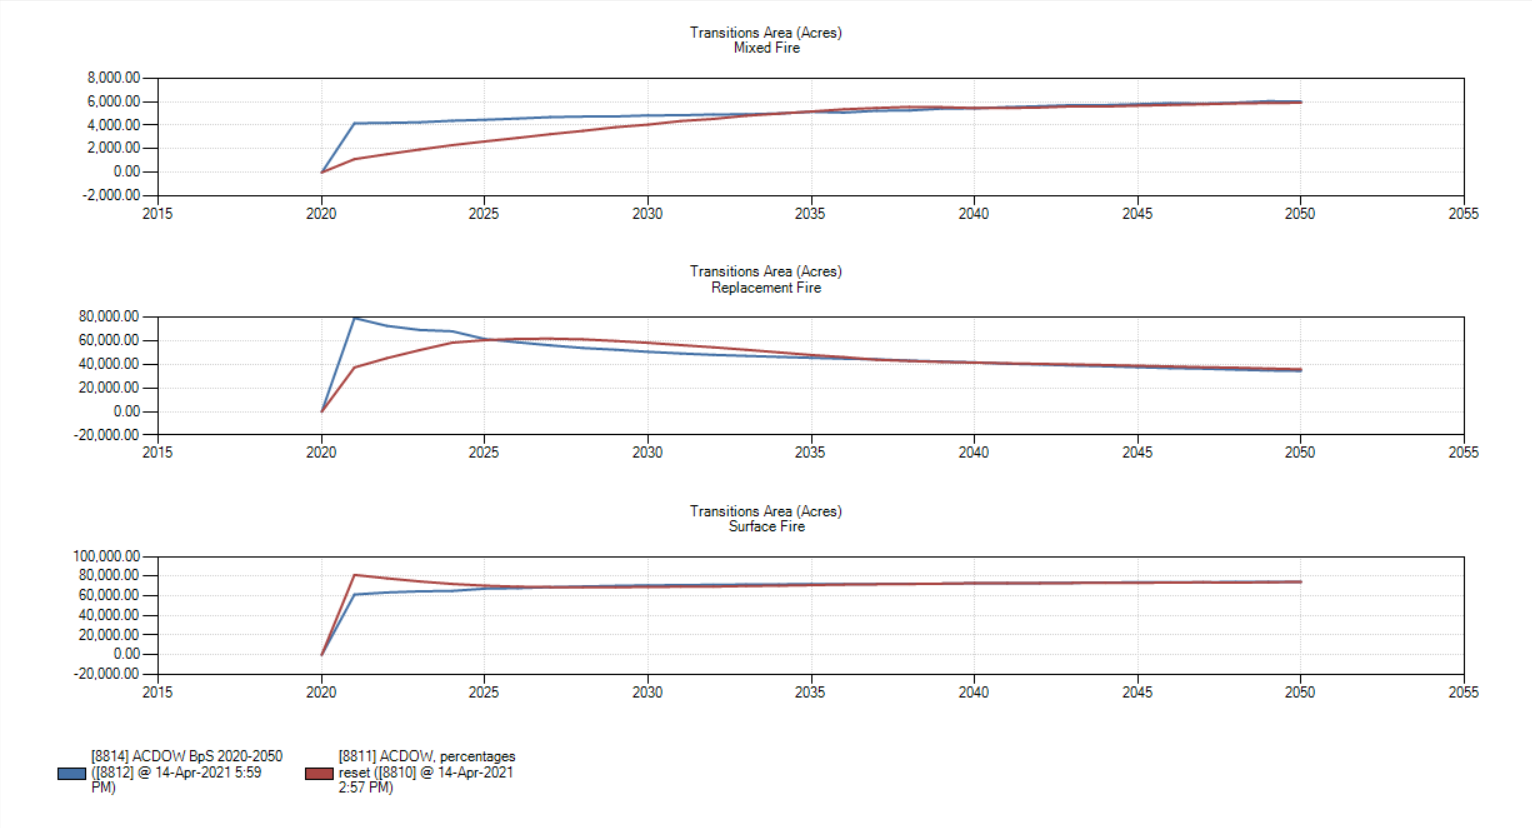 Transitions Area (Acres)
Mixed Fire
8,000.00
6,000.00
4,000.00
2,000.00
0.00
-2,000.00
2015 2020 2025 2030 2035 2040 2045 2050 2055
Transitions Area (Acres)
Replacement Fire
80,000.00
60,000.00
40,000.00
20,000.00
0.00
-20,000.00
2015 2020 2025 2030 2035 2040 2045 2050 2055
Transitions Area (Acres)
Surface Fire
100,000.00
80,000.00
60,000.00
40,000.00
20,000.00
0.00
-20,000.00
2015 2020 2025 2030 2035 2040 2045 2050 2055
[8814] ACDOW BpS 2020-2050
([8812] @ 14-Apr-2021 5:59
PM)
[8811] ACDOW, percentages
reset ([8810] @ 14-Apr-2021
2:57 PM)